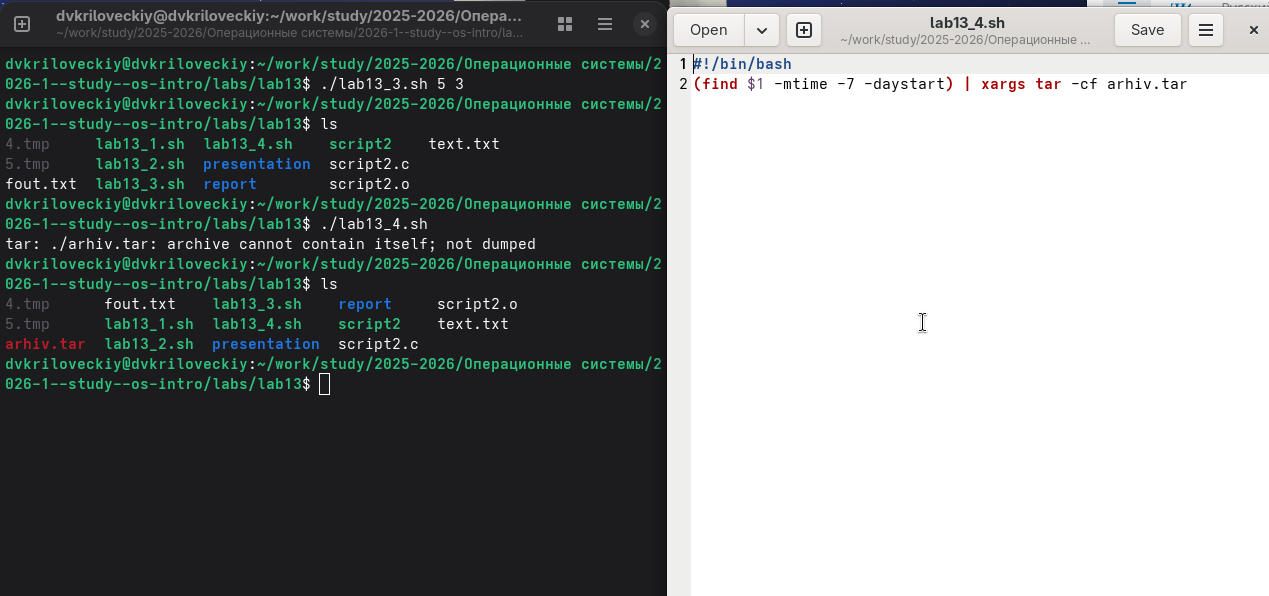 dvkriloveckiy@dvkriloveckiy:~/work/study/2025-2026/Опера...
~/work/study/2025-2026/Операционные системы/2026-1--study--os-intro/la...
dvkriloveckiy@dvkriloveckiy:~/work/study/2025-2026/Операционные системы/2
026-1--study--os-intro/labs/lab13$ ./lab13_3.sh 5 3
dvkriloveckiy@dvkriloveckiy:~/work/study/2025-2026/Операционные системы/2
026-1--study--os-intro/labs/lab13$ ls
4.tmp lab13_1.sh lab13_4.sh script2 text.txt
5.tmp lab13_2.sh presentation script2.c
fout.txt lab13_3.sh report script2.o
dvkriloveckiy@dvkriloveckiy:~/work/study/2025-2026/Операционные системы/2
026-1--study--os-intro/labs/lab13$ ./lab13_4.sh
tar: ./arhiv.tar: archive cannot contain itself; not dumped
dvkriloveckiy@dvkriloveckiy:~/work/study/2025-2026/Операционные системы/2
026-1--study--os-intro/labs/lab13$ ls
4.tmp fout.txt lab13_3.sh report script2.o
5.tmp lab13_1.sh lab13_4.sh script2 text.txt
arhiv.tar lab13_2.sh presentation script2.c
dvkriloveckiy@dvkriloveckiy:~/work/study/2025-2026/Операционные системы/2
026-1--study--os-intro/labs/lab13$
Open
lab13_4.sh
~/work/study/2025-2026/Операционные ...
Save
1 #!/bin/bash
2 (find $1 -mtime -7 -daystart) | xargs tar -cf arhiv.tar